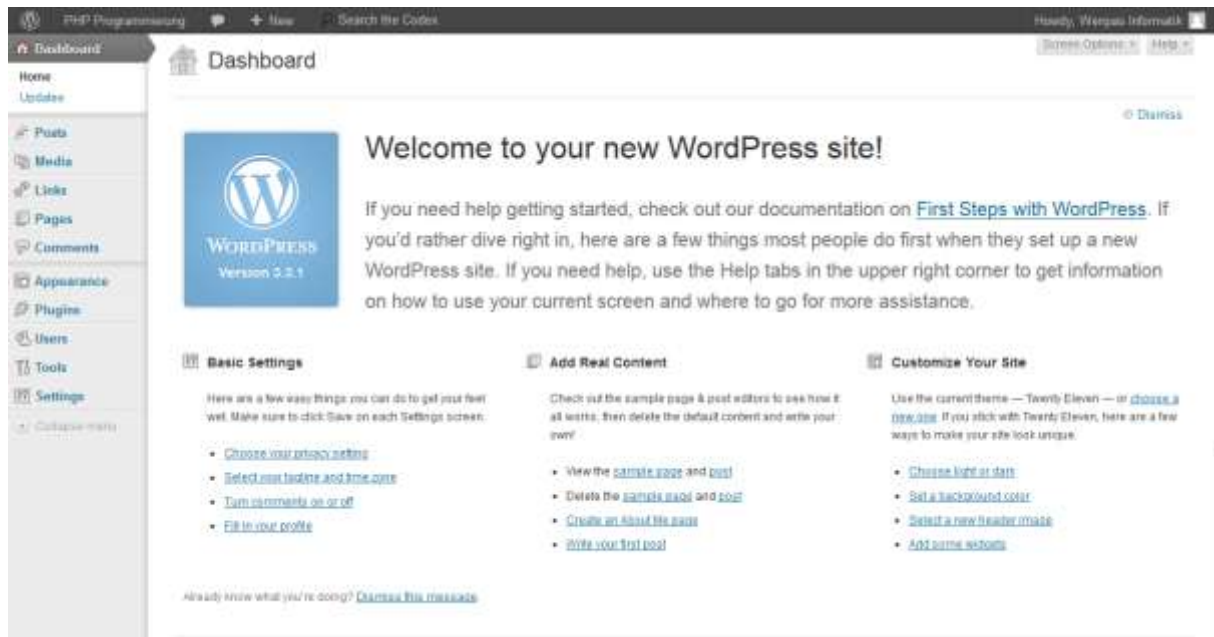 PHP Programmierung + New Search the Codex Howdy, Werpas Informatik
Dashboard
Home
Updates
Posts
Media
Links
Pages
Comments
Appearance
Plugins
Users
Tools
Settings
Collapse menu
Dashboard
Screen Options Help
Dismiss
WORDPRESS
Version 3.3.1
Welcome to your new WordPress site!
If you need help getting started, check out our documentation on First Steps with WordPress. If
you'd rather dive right in, here are a few things most people do first when they set up a new
WordPress site. If you need help, use the Help tabs in the upper right corner to get information
on how to use your current screen and where to go for more assistance.
Basic Settings
Here are a few easy things you can do to get your feet
wet. Make sure to click Save on each Settings screen.
• Choose your privacy setting
• Select your tagline and time zone
• Turn comments on or off
• Fill in your profile
Add Real Content
Check out the sample page & post editors to see how it
all works, then delete the default content and write your
own!
• View the sample page and post
• Delete the sample page and post
• Create an About Me page
• Write your first post
Customize Your Site
Use the current theme — Twenty Eleven — or choose a
new one. If you stick with Twenty Eleven, here are a few
ways to make your site look unique.
• Choose light or dark
• Set a background color
• Select a new header image
• Add some widgets
Already know what you're doing? Dismiss this message.